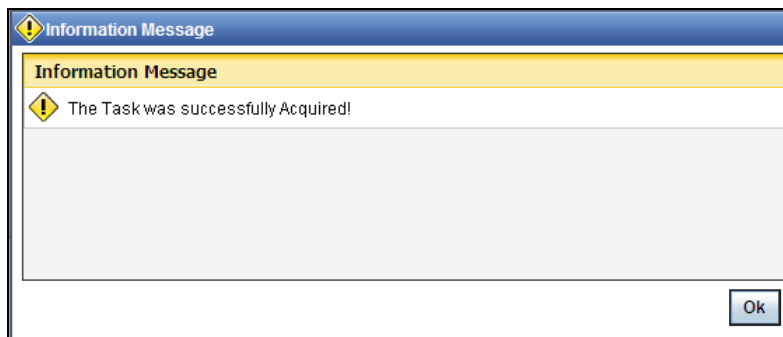 Information Message
Information Message
The Task was successfully Acquired!
Ok